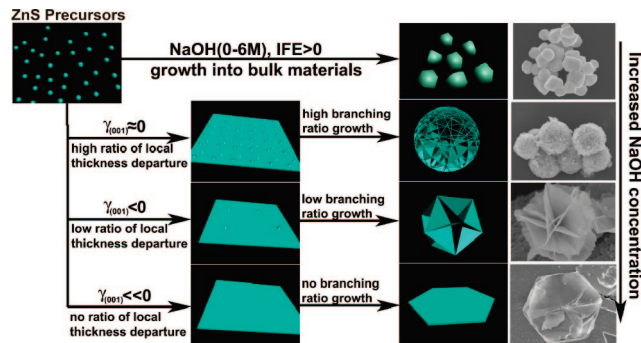 ZnS Precursors
NaOH(0-6M), IFE>0
growth into bulk materials
γ(001)≈0
high ratio of local
thickness departure
high branching
ratio growth
γ(001)<0
low ratio of local
thickness departure
low branching
ratio growth
γ(001)<<0
no ratio of local
thickness departure
no branching
ratio growth
Increased NaOH concentration